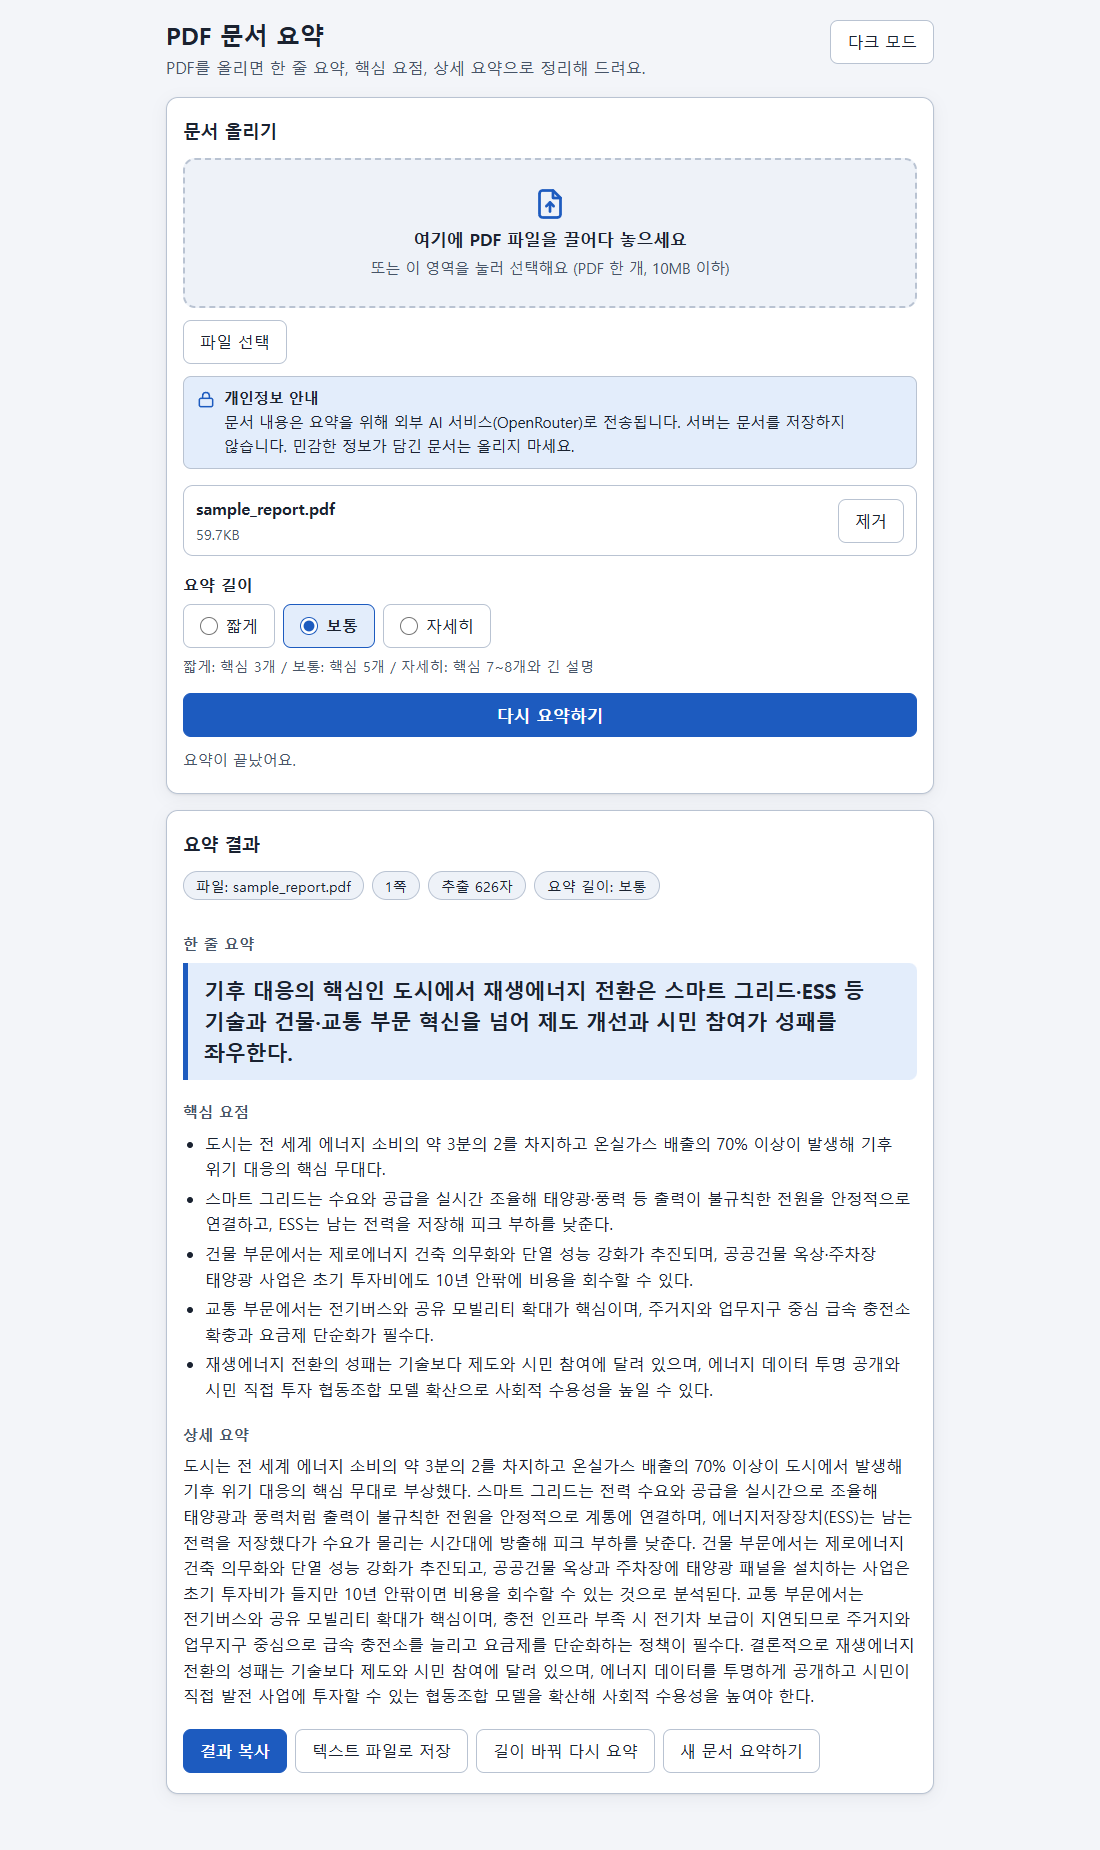 PDF 문서 요약
PDF를 올리면 한 줄 요약, 핵심 요점, 상세 요약으로 정리해 드려요.
다크 모드
문서 올리기
여기에 PDF 파일을 끌어다 놓으세요
또는 이 영역을 눌러 선택해요 (PDF 한 개, 10MB 이하)
파일 선택
개인정보 안내
문서 내용은 요약을 위해 외부 AI 서비스(OpenRouter)로 전송됩니다. 서버는 문서를 저장하지
않습니다. 민감한 정보가 담긴 문서는 올리지 마세요.
sample_report.pdf
59.7KB
제거
요약 길이
짧게
보통
자세히
짧게: 핵심 3개 / 보통: 핵심 5개 / 자세히: 핵심 7~8개와 긴 설명
다시 요약하기
요약이 끝났어요.
요약 결과
파일: sample_report.pdf
1쪽
추출 626자
요약 길이: 보통
한 줄 요약
기후 대응의 핵심인 도시에서 재생에너지 전환은 스마트 그리드·ESS 등
기술과 건물·교통 부문 혁신을 넘어 제도 개선과 시민 참여가 성패를
좌우한다.
핵심 요점
• 도시는 전 세계 에너지 소비의 약 3분의 2를 차지하고 온실가스 배출의 70% 이상이 발생해 기후
위기 대응의 핵심 무대다.
• 스마트 그리드는 수요와 공급을 실시간 조율해 태양광·풍력 등 출력이 불규칙한 전원을 안정적으로
연결하고, ESS는 남는 전력을 저장해 피크 부하를 낮춘다.
• 건물 부문에서는 제로에너지 건축 의무화와 단열 성능 강화가 추진되며, 공공건물 옥상·주차장
태양광 사업은 초기 투자비에도 10년 안팎에 비용을 회수할 수 있다.
• 교통 부문에서는 전기버스와 공유 모빌리티 확대가 핵심이며, 주거지와 업무지구 중심 급속 충전소
확충과 요금제 단순화가 필수다.
• 재생에너지 전환의 성패는 기술보다 제도와 시민 참여에 달려 있으며, 에너지 데이터 투명 공개와
시민 직접 투자 협동조합 모델 확산으로 사회적 수용성을 높일 수 있다.
상세 요약
도시는 전 세계 에너지 소비의 약 3분의 2를 차지하고 온실가스 배출의 70% 이상이 도시에서 발생해
기후 위기 대응의 핵심 무대로 부상했다. 스마트 그리드는 전력 수요와 공급을 실시간으로 조율해
태양광과 풍력처럼 출력이 불규칙한 전원을 안정적으로 계통에 연결하며, 에너지저장장치(ESS)는 남는
전력을 저장했다가 수요가 몰리는 시간대에 방출해 피크 부하를 낮춘다. 건물 부문에서는 제로에너지
건축 의무화와 단열 성능 강화가 추진되고, 공공건물 옥상과 주차장에 태양광 패널을 설치하는 사업은
초기 투자비가 들지만 10년 안팎이면 비용을 회수할 수 있는 것으로 분석된다. 교통 부문에서는
전기버스와 공유 모빌리티 확대가 핵심이며, 충전 인프라 부족 시 전기차 보급이 지연되므로 주거지와
업무지구 중심으로 급속 충전소를 늘리고 요금제를 단순화하는 정책이 필수다. 결론적으로 재생에너지
전환의 성패는 기술보다 제도와 시민 참여에 달려 있으며, 에너지 데이터를 투명하게 공개하고 시민이
직접 발전 사업에 투자할 수 있는 협동조합 모델을 확산해 사회적 수용성을 높여야 한다.
결과 복사
텍스트 파일로 저장
길이 바꿔 다시 요약
새 문서 요약하기